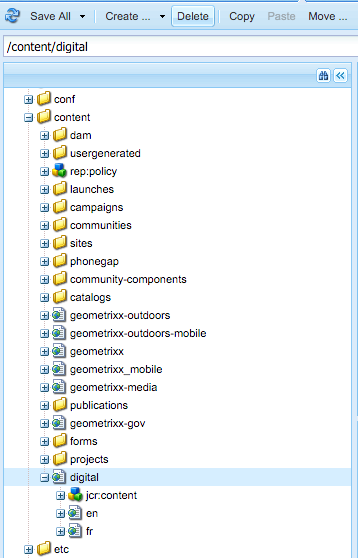 Save All Create ... Delete Copy Paste Move ...
/content/digital
conf
content
dam
usergenerated
rep:policy
launches
campaigns
communities
sites
phonegap
community-components
catalogs
geometrixx-outdoors
geometrixx-outdoors-mobile
geometrixx
geometrixx_mobile
geometrixx-media
publications
geometrixx-gov
forms
projects
digital
jcr:content
en
fr
etc